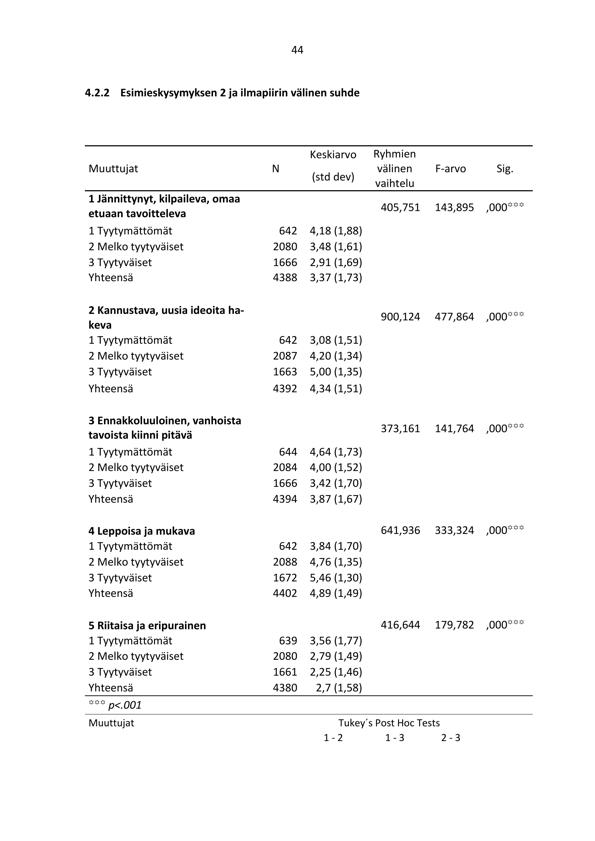 44
4.2.2 Esimieskysymyksen 2 ja ilmapiirin välinen suhde
Muuttujat N Keskiarvo (std dev) Ryhmien välinen vaihtelu F-arvo Sig.
1 Jännittynyt, kilpaileva, omaa
etuaan tavoitteleva 405,751 143,895 ,000***
1 Tyytymättömät 642 4,18 (1,88)
2 Melko tyytyväiset 2080 3,48 (1,61)
3 Tyytyväiset 1666 2,91 (1,69)
Yhteensä 4388 3,37 (1,73)
2 Kannustava, uusia ideoita ha-
keva 900,124 477,864 ,000***
1 Tyytymättömät 642 3,08 (1,51)
2 Melko tyytyväiset 2087 4,20 (1,34)
3 Tyytyväiset 1663 5,00 (1,35)
Yhteensä 4392 4,34 (1,51)
3 Ennakkoluuloinen, vanhoista
tavoista kiinni pitävä 373,161 141,764 ,000***
1 Tyytymättömät 644 4,64 (1,73)
2 Melko tyytyväiset 2084 4,00 (1,52)
3 Tyytyväiset 1666 3,42 (1,70)
Yhteensä 4394 3,87 (1,67)
4 Leppoisa ja mukava 641,936 333,324 ,000***
1 Tyytymättömät 642 3,84 (1,70)
2 Melko tyytyväiset 2088 4,76 (1,35)
3 Tyytyväiset 1672 5,46 (1,30)
Yhteensä 4402 4,89 (1,49)
5 Riitaisa ja eripurainen 416,644 179,782 ,000***
1 Tyytymättömät 639 3,56 (1,77)
2 Melko tyytyväiset 2080 2,79 (1,49)
3 Tyytyväiset 1661 2,25 (1,46)
Yhteensä 4380 2,7 (1,58)
*** p<.001
Muuttujat Tukey´s Post Hoc Tests
1 - 2 1 - 3 2 - 3